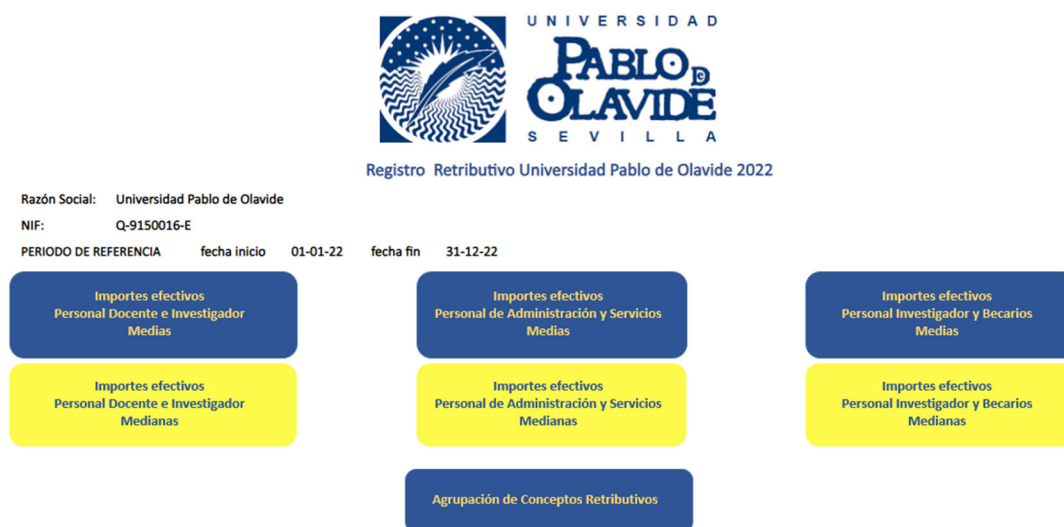 UNIVERSIDAD
PABLO DE
OLAVIDE
SEVILLA
Registro Retributivo Universidad Pablo de Olavide 2022
Razón Social: Universidad Pablo de Olavide
NIF: Q-9150016-E
PERIODO DE REFERENCIA fecha inicio 01-01-22 fecha fin 31-12-22
Importes efectivos
Personal Docente e Investigador
Medias
Importes efectivos
Personal de Administración y Servicios
Medias
Importes efectivos
Personal Investigador y Becarios
Medias
Importes efectivos
Personal Docente e Investigador
Medianas
Importes efectivos
Personal de Administración y Servicios
Medianas
Importes efectivos
Personal Investigador y Becarios
Medianas
Agrupación de Conceptos Retributivos